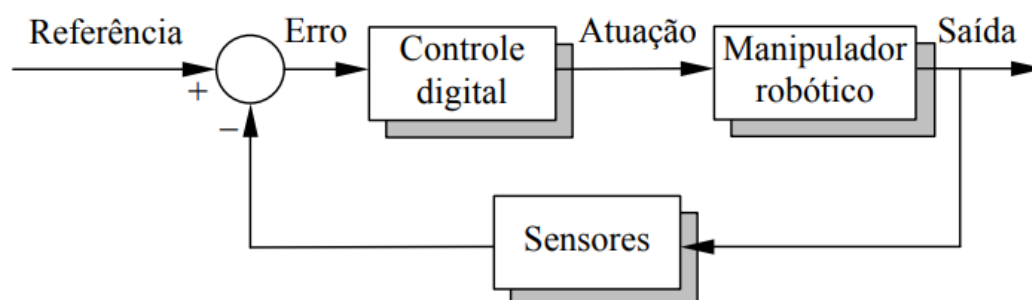 Referência
Erro
Controle
digital
Atuação
Manipulador
robótico
Saída
+
−
Sensores